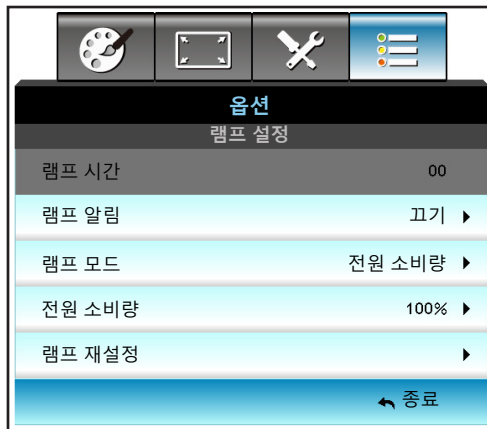 옵션
램프 설정
램프 시간 00
램프 알림 끄기
램프 모드 전원 소비량
전원 소비량 100%
램프 재설정
종료